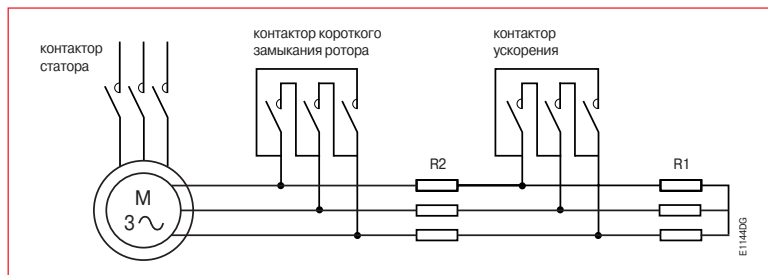 контактор
статора
контактор короткого
замыкания ротора
контактор
ускорения
R2
R1
M
3
E1144DG